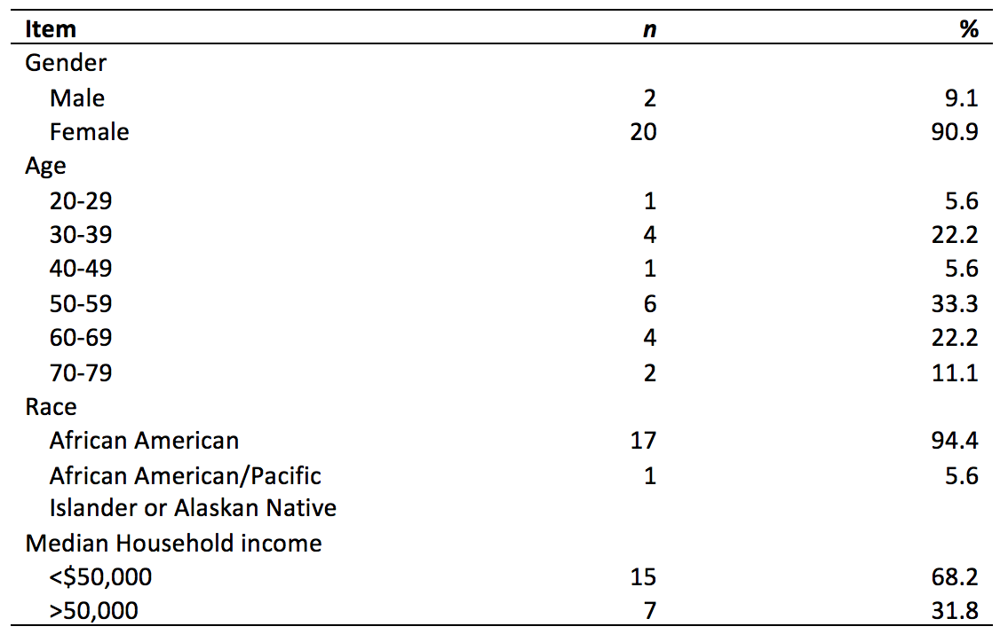 Item n %
Gender
Male 2 9.1
Female 20 90.9
Age
20-29 1 5.6
30-39 4 22.2
40-49 1 5.6
50-59 6 33.3
60-69 4 22.2
70-79 2 11.1
Race
African American 17 94.4
African American/Pacific 1 5.6
Islander or Alaskan Native
Median Household income
<$50,000 15 68.2
>50,000 7 31.8